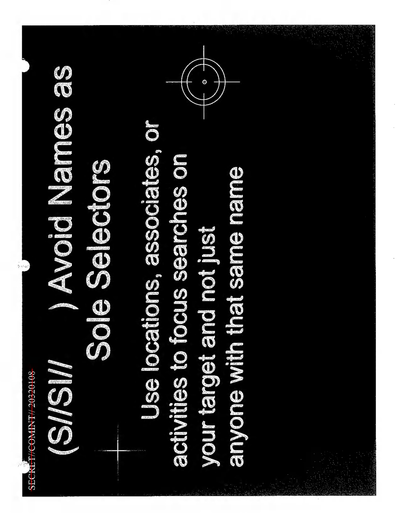 SECRET//COMINT// 20320108
(S//SI// ) Avoid Names as
Sole Selectors
Use locations, associates, or
activities to focus searches on
your target and not just
anyone with that same name